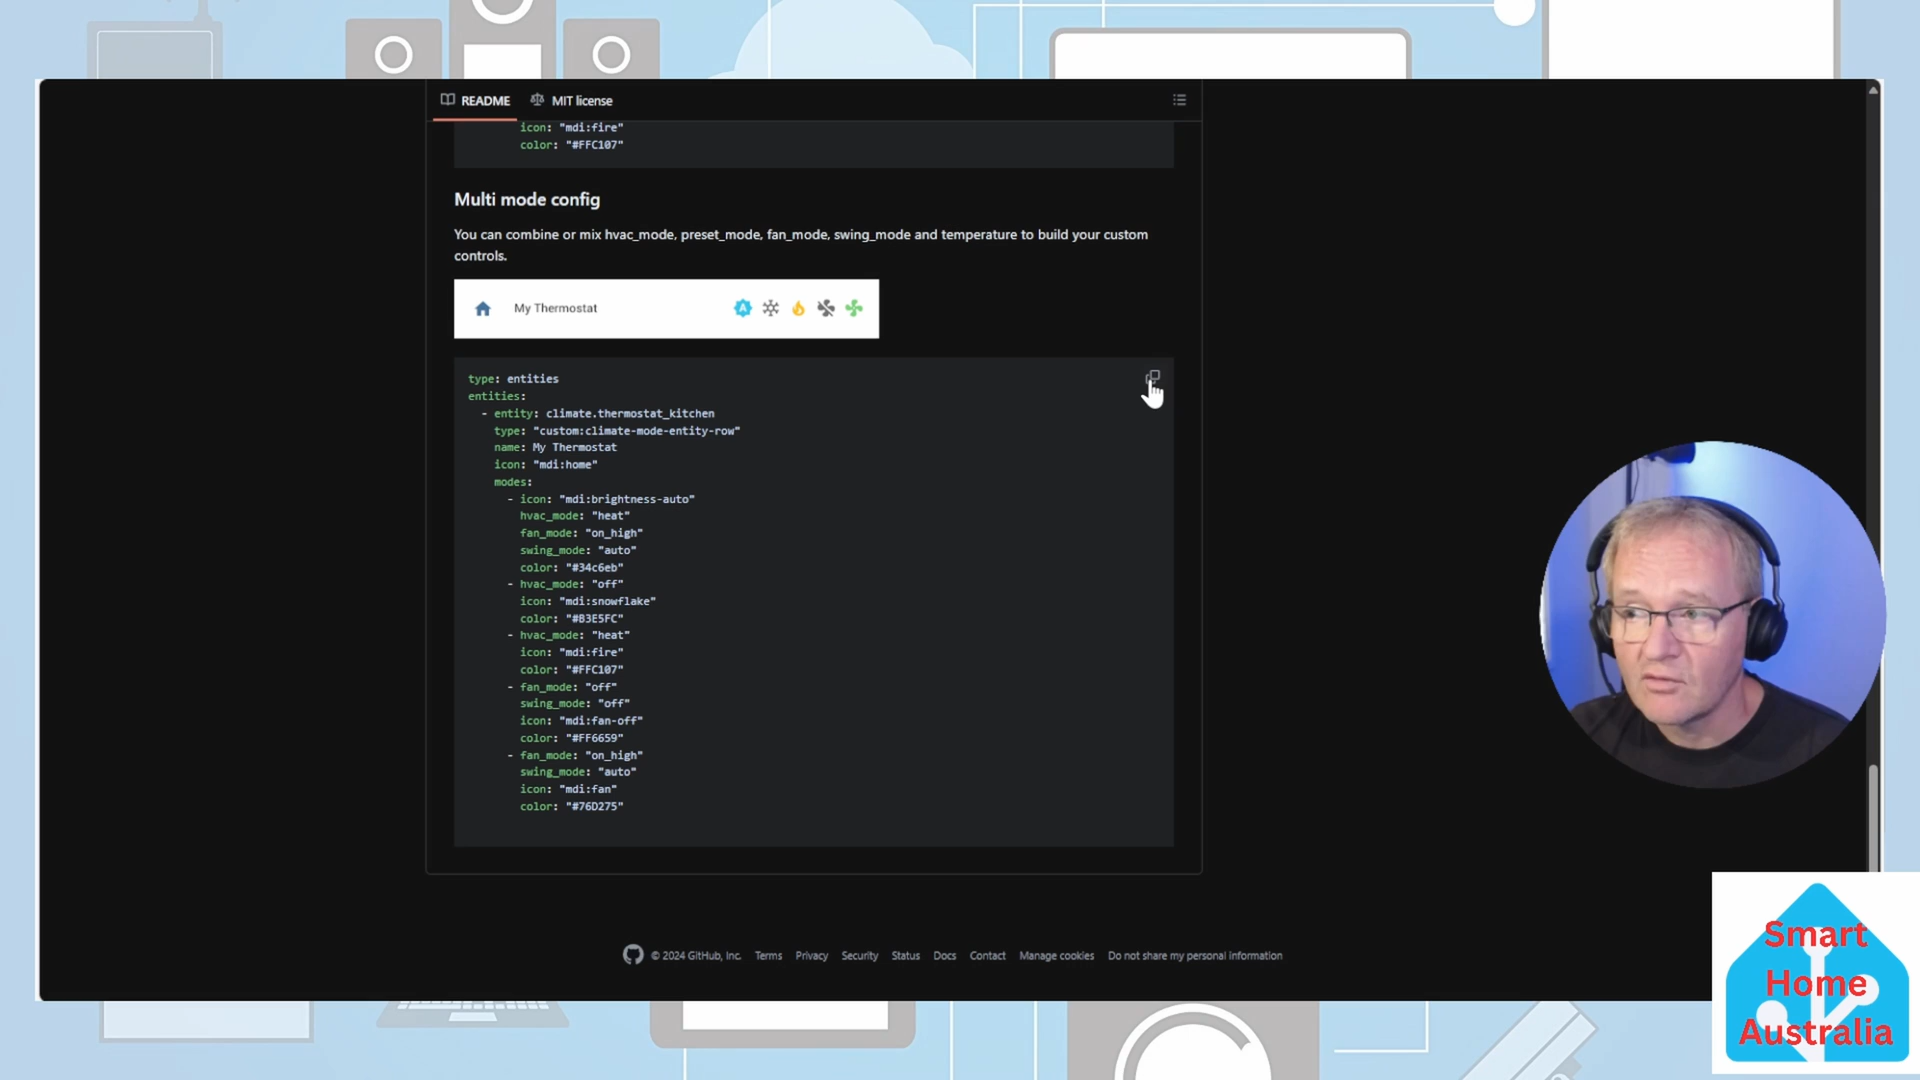 README
MIT license
icon: "mdi:fire"
color: "#FFC107"
Multi mode config
You can combine or mix hvac_mode, preset_mode, fan_mode, swing_mode and temperature to build your custom
controls.
My Thermostat
type: entities
entities:
- entity: climate.thermostat_kitchen
type: "custom:climate-mode-entity-row"
name: My Thermostat
icon: "mdi:home"
modes:
- icon: "mdi:brightness-auto"
hvac_mode: "heat"
fan_mode: "on_high"
swing_mode: "auto"
color: "#34c6eb"
- hvac_mode: "off"
icon: "mdi:snowflake"
color: "#B3E5FC"
- hvac_mode: "heat"
icon: "mdi:fire"
color: "#FFC107"
- fan_mode: "off"
swing_mode: "off"
icon: "mdi:fan-off"
color: "#FF6659"
- fan_mode: "on_high"
swing_mode: "auto"
icon: "mdi:fan"
color: "#76D275"
© 2024 GitHub, Inc. Terms Privacy Security Status Docs Contact Manage cookies Do not share my personal information
Smart
Home
Australia